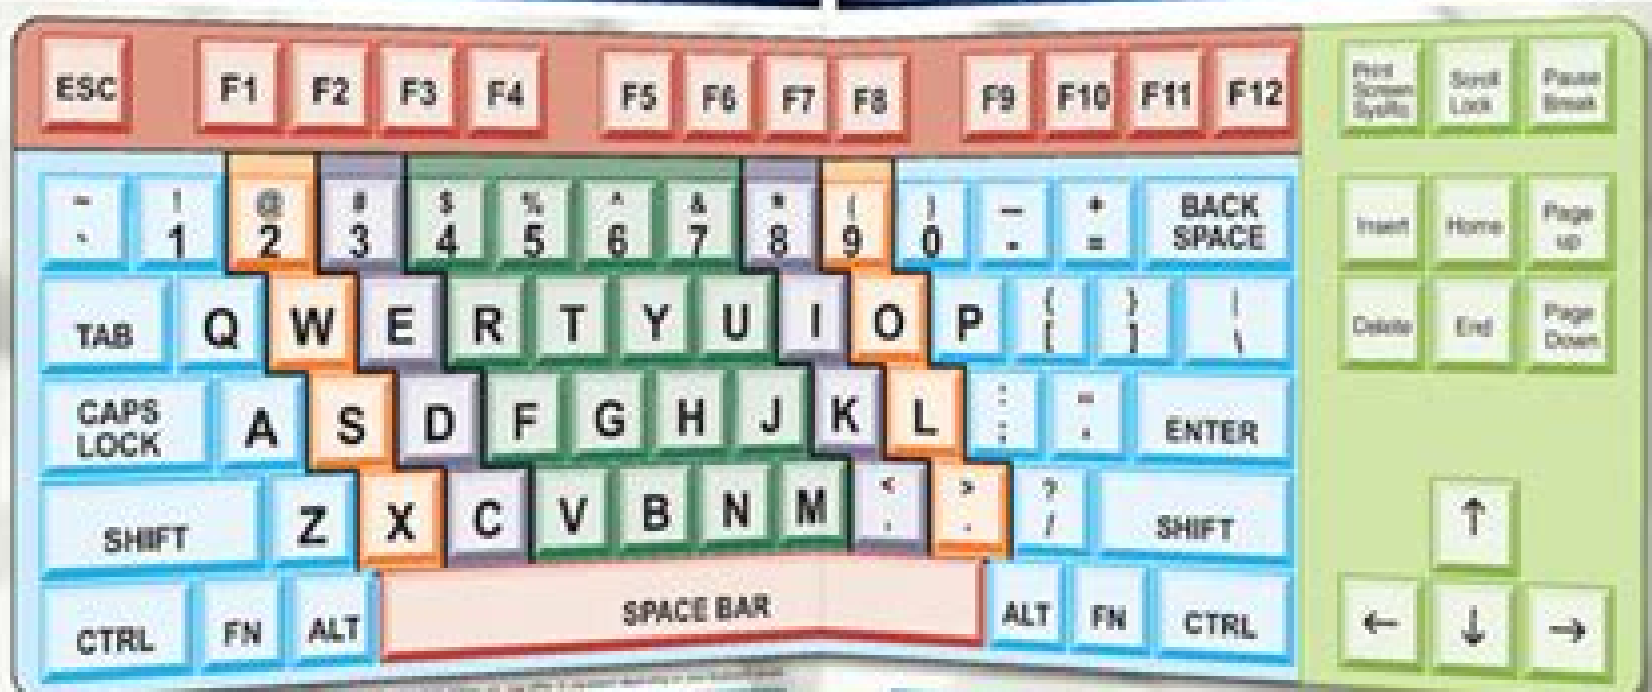 ESC F1 F2 F3 F4 F5 F6 F7 F8 F9 F10 F11 F12 Print Screen SysRq Scroll Lock Pause Break
~ ! @ # $ % ^ & * ( ) — +
` 1 2 3 4 5 6 7 8 9 0 - = BACK SPACE Insert Home Page up
TAB Q W E R T Y U I O P { [ } ] | \ Delete End Page Down
CAPS LOCK A S D F G H J K L : ; " ' ENTER
SHIFT Z X C V B N M < , > . ? / SHIFT ↑
CTRL FN ALT SPACE BAR ALT FN CTRL ← ↓ →